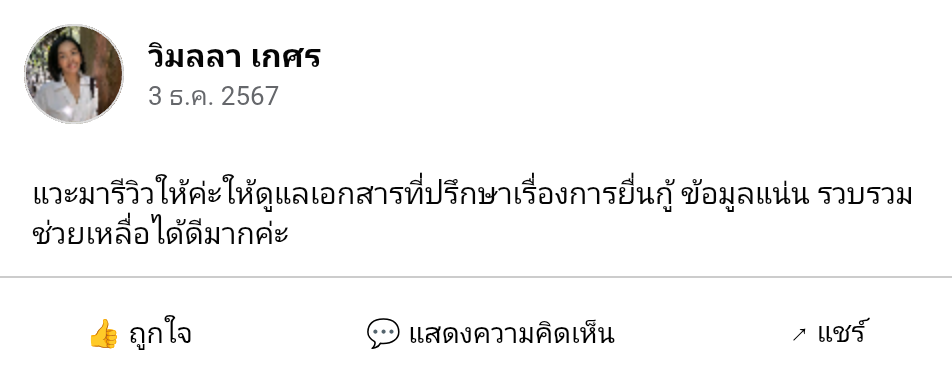 วิมลลา เกศร
3 ธ.ค. 2567
แวะมารีวิวให้ค่ะให้ดูแลเอกสารที่ปรึกษาเรื่องการยื่นกู้ ข้อมูลแน่น รวบรวม
ช่วยเหลื่อได้ดีมากค่ะ
👍 ถูกใจ 💬 แสดงความคิดเห็น ↗ แชร์